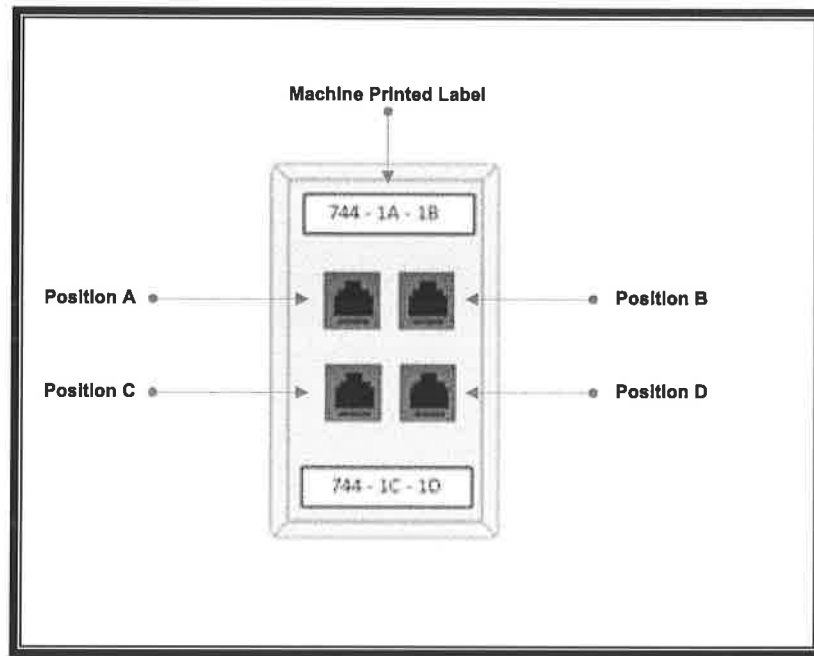 Machine Printed Label
744 - 1A - 1B
Position A
Position B
Position C
Position D
744 - 1C - 1D